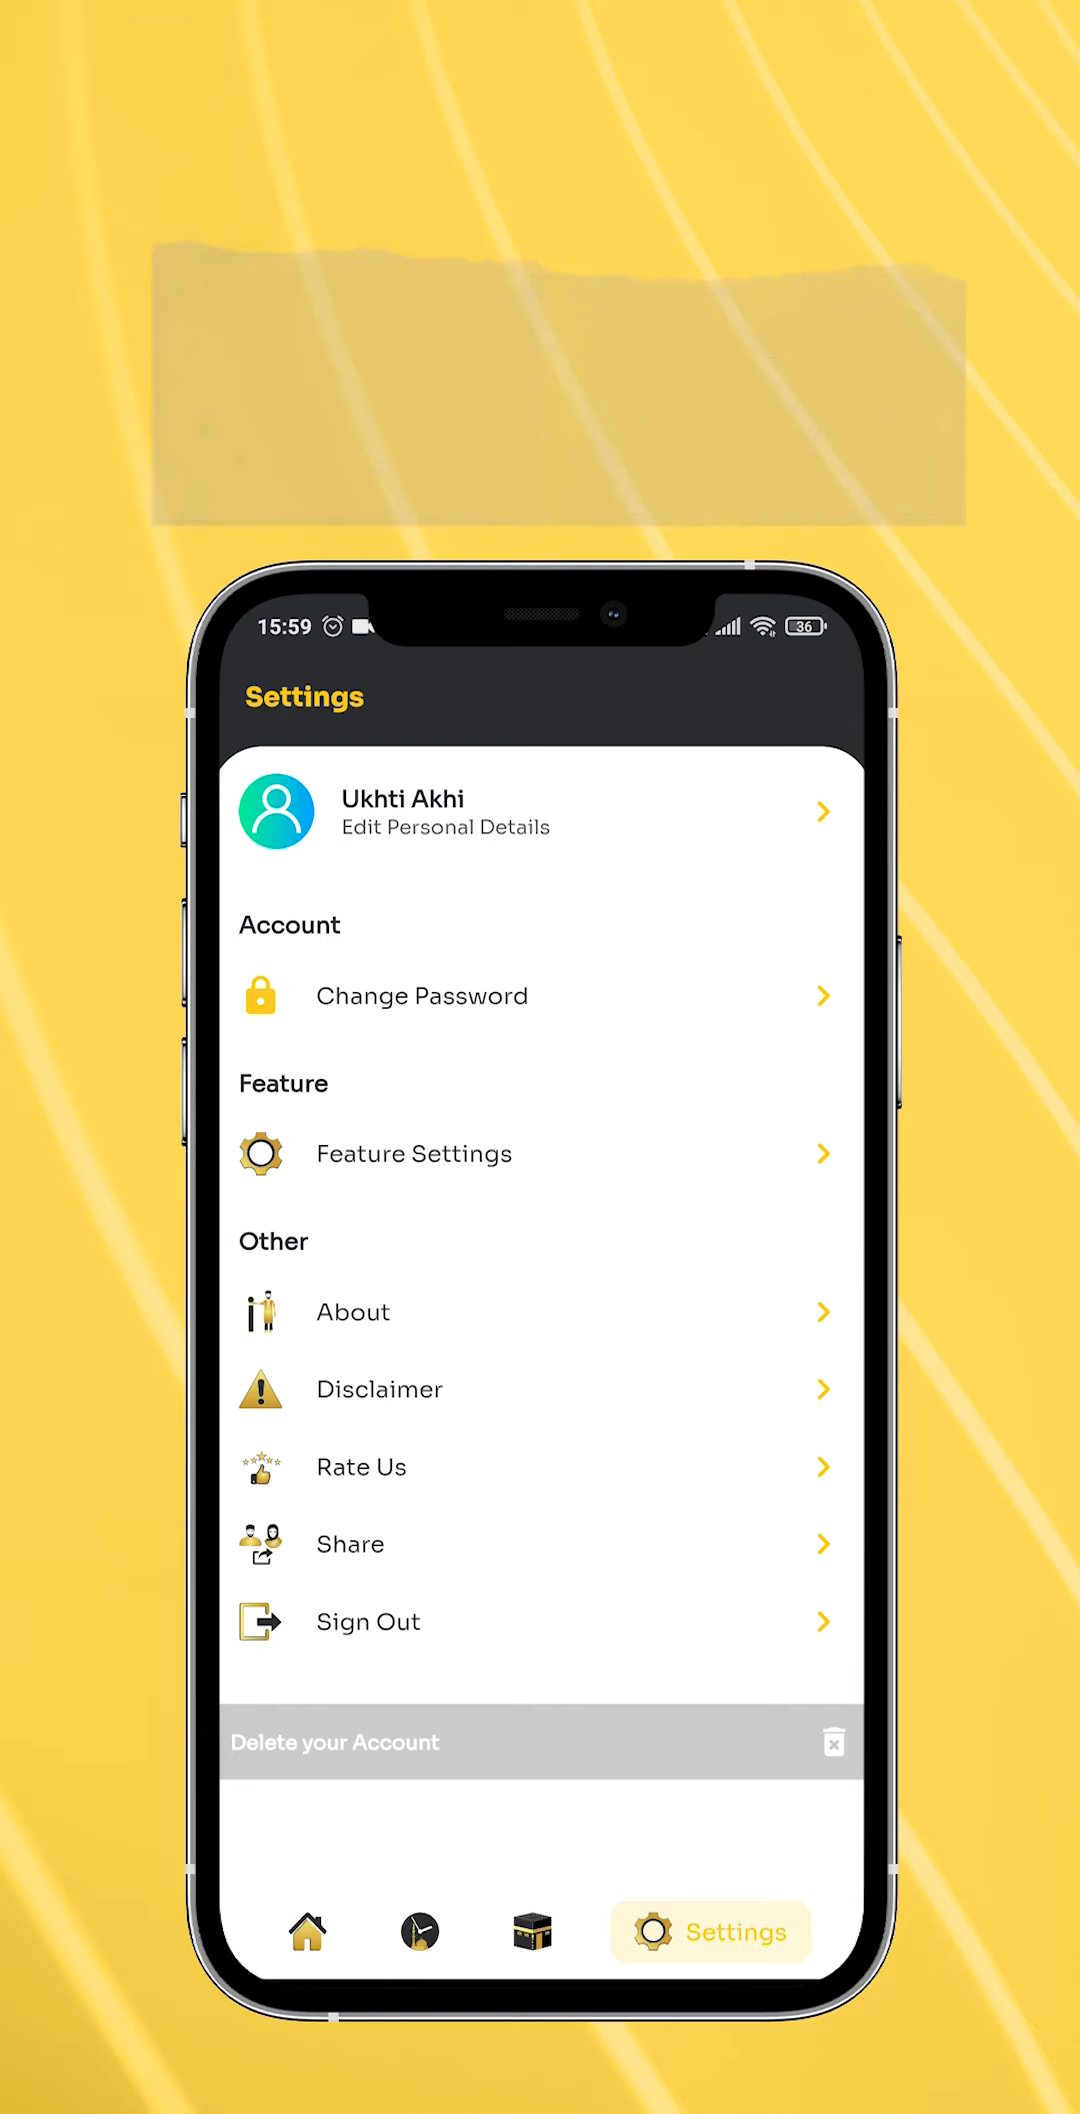 15:59
36
Settings
Ukhti Akhi
Edit Personal Details
Account
Change Password
Feature
Feature Settings
Other
About
Disclaimer
Rate Us
Share
Sign Out
Delete your Account
Settings